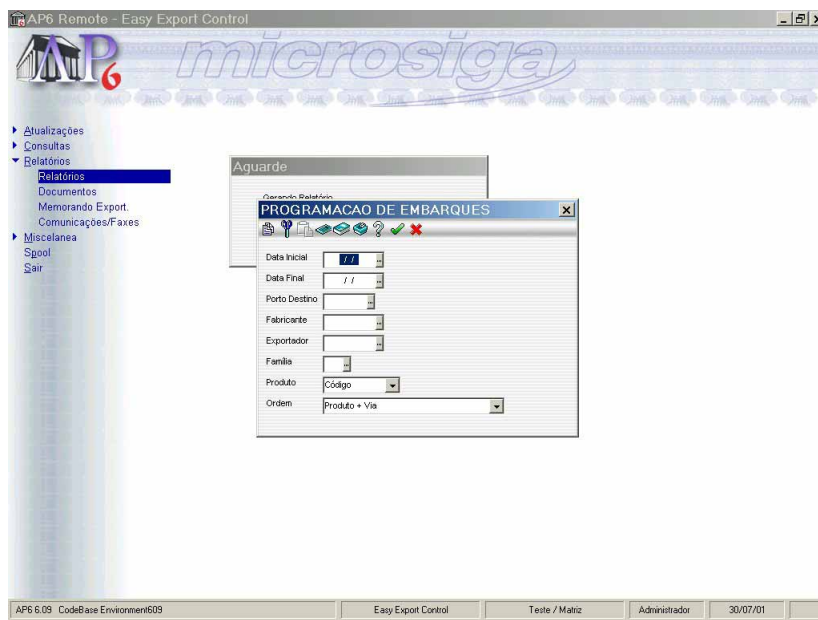 AP6 Remote - Easy Export Control
AP6
microsiga
Atualizações
Consultas
Relatórios
Relatórios
Documentos
Memorando Export.
Comunicações/Faxes
Miscelanea
Spool
Sair
Aguarde
Gerando Relatório
PROGRAMACAO DE EMBARQUES
Data Inicial / /
Data Final / /
Porto Destino
Fabricante
Exportador
Familia
Produto Código
Ordem Produto + Via
AP6 6.09 CodeBase Environment609 Easy Export Control Teste / Matriz Administrador 30/07/01